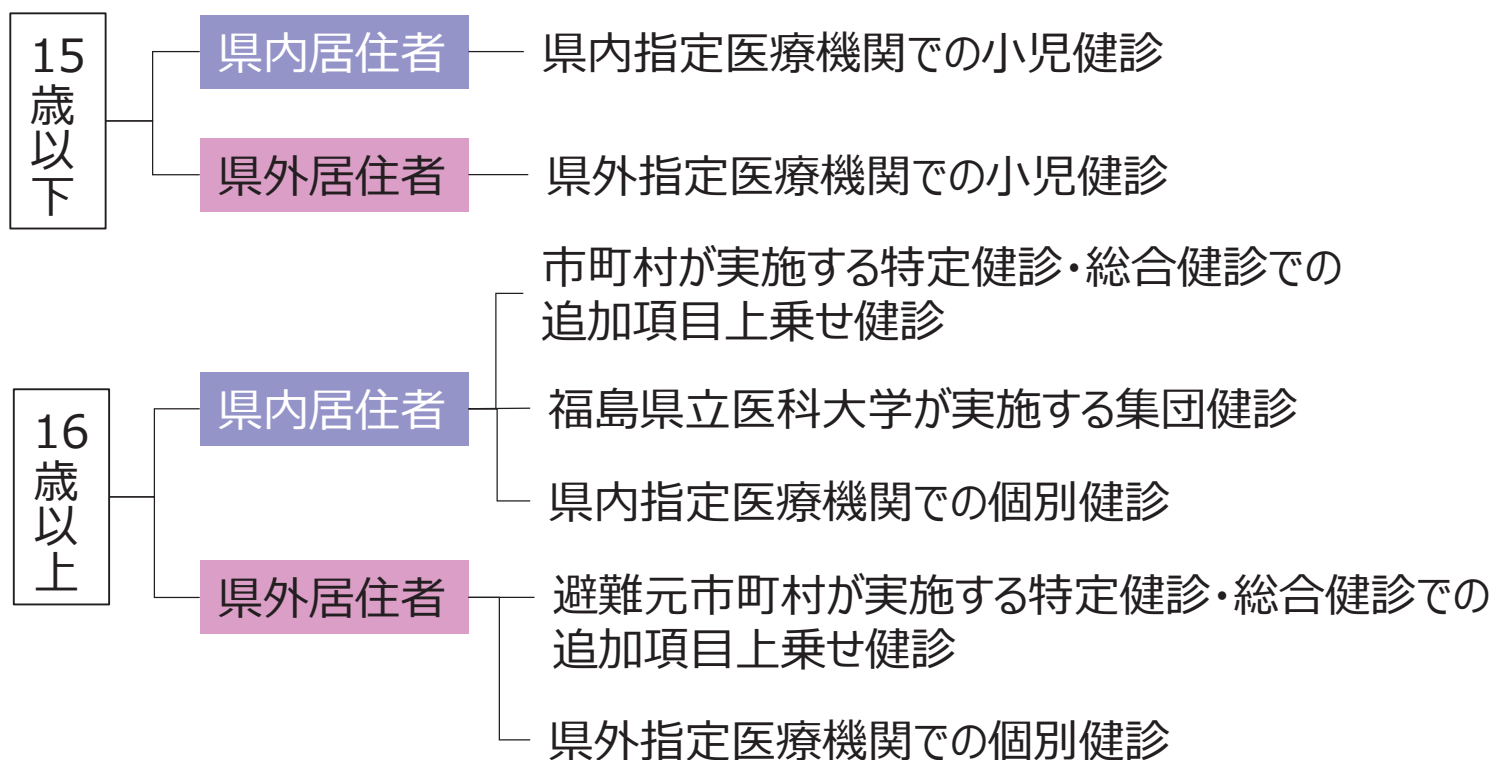 15歳以下
県内居住者
県内指定医療機関での小児健診
県外居住者
県外指定医療機関での小児健診
16歳以上
県内居住者
市町村が実施する特定健診・総合健診での
追加項目上乗せ健診
福島県立医科大学が実施する集団健診
県内指定医療機関での個別健診
県外居住者
避難元市町村が実施する特定健診・総合健診での
追加項目上乗せ健診
県外指定医療機関での個別健診